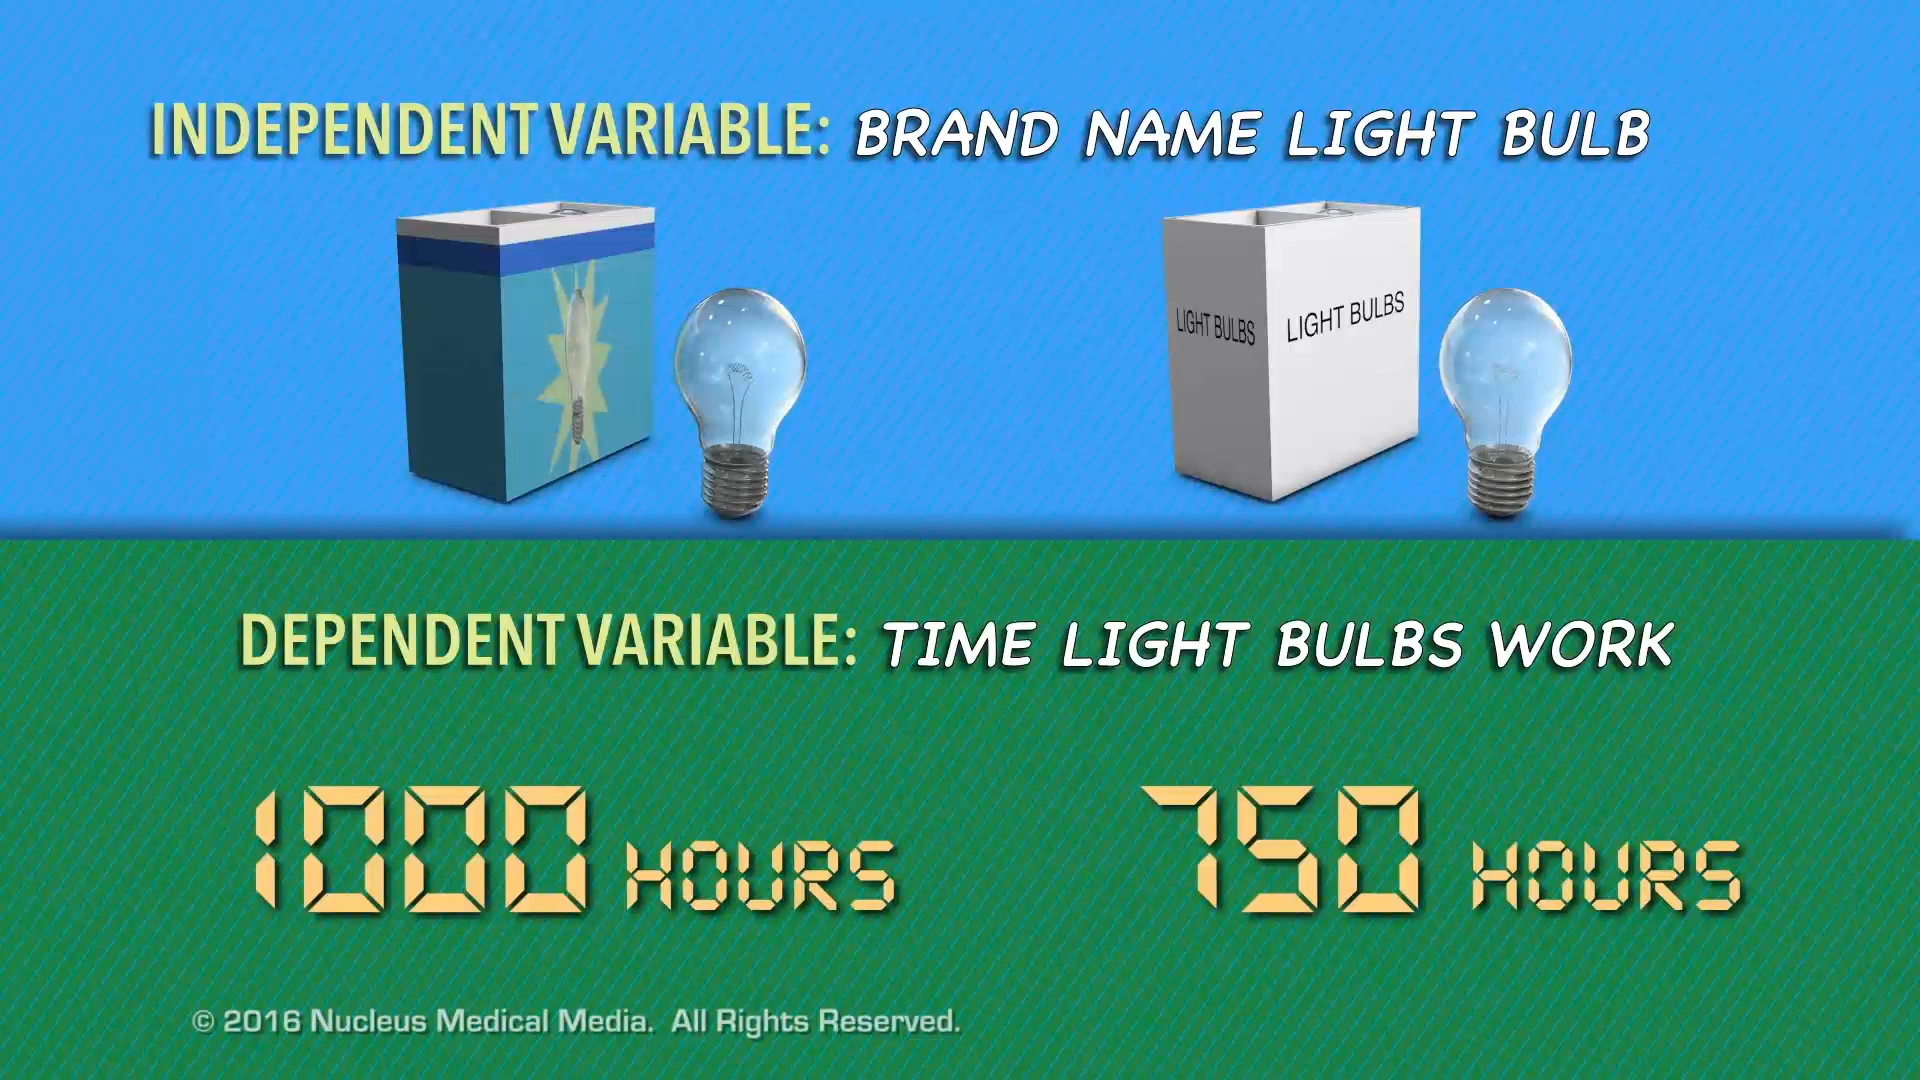 INDEPENDENT VARIABLE: BRAND NAME LIGHT BULB
LIGHT BULBS LIGHT BULBS
DEPENDENT VARIABLE: TIME LIGHT BULBS WORK
1000 HOURS 750 HOURS
© 2016 Nucleus Medical Media. All Rights Reserved.